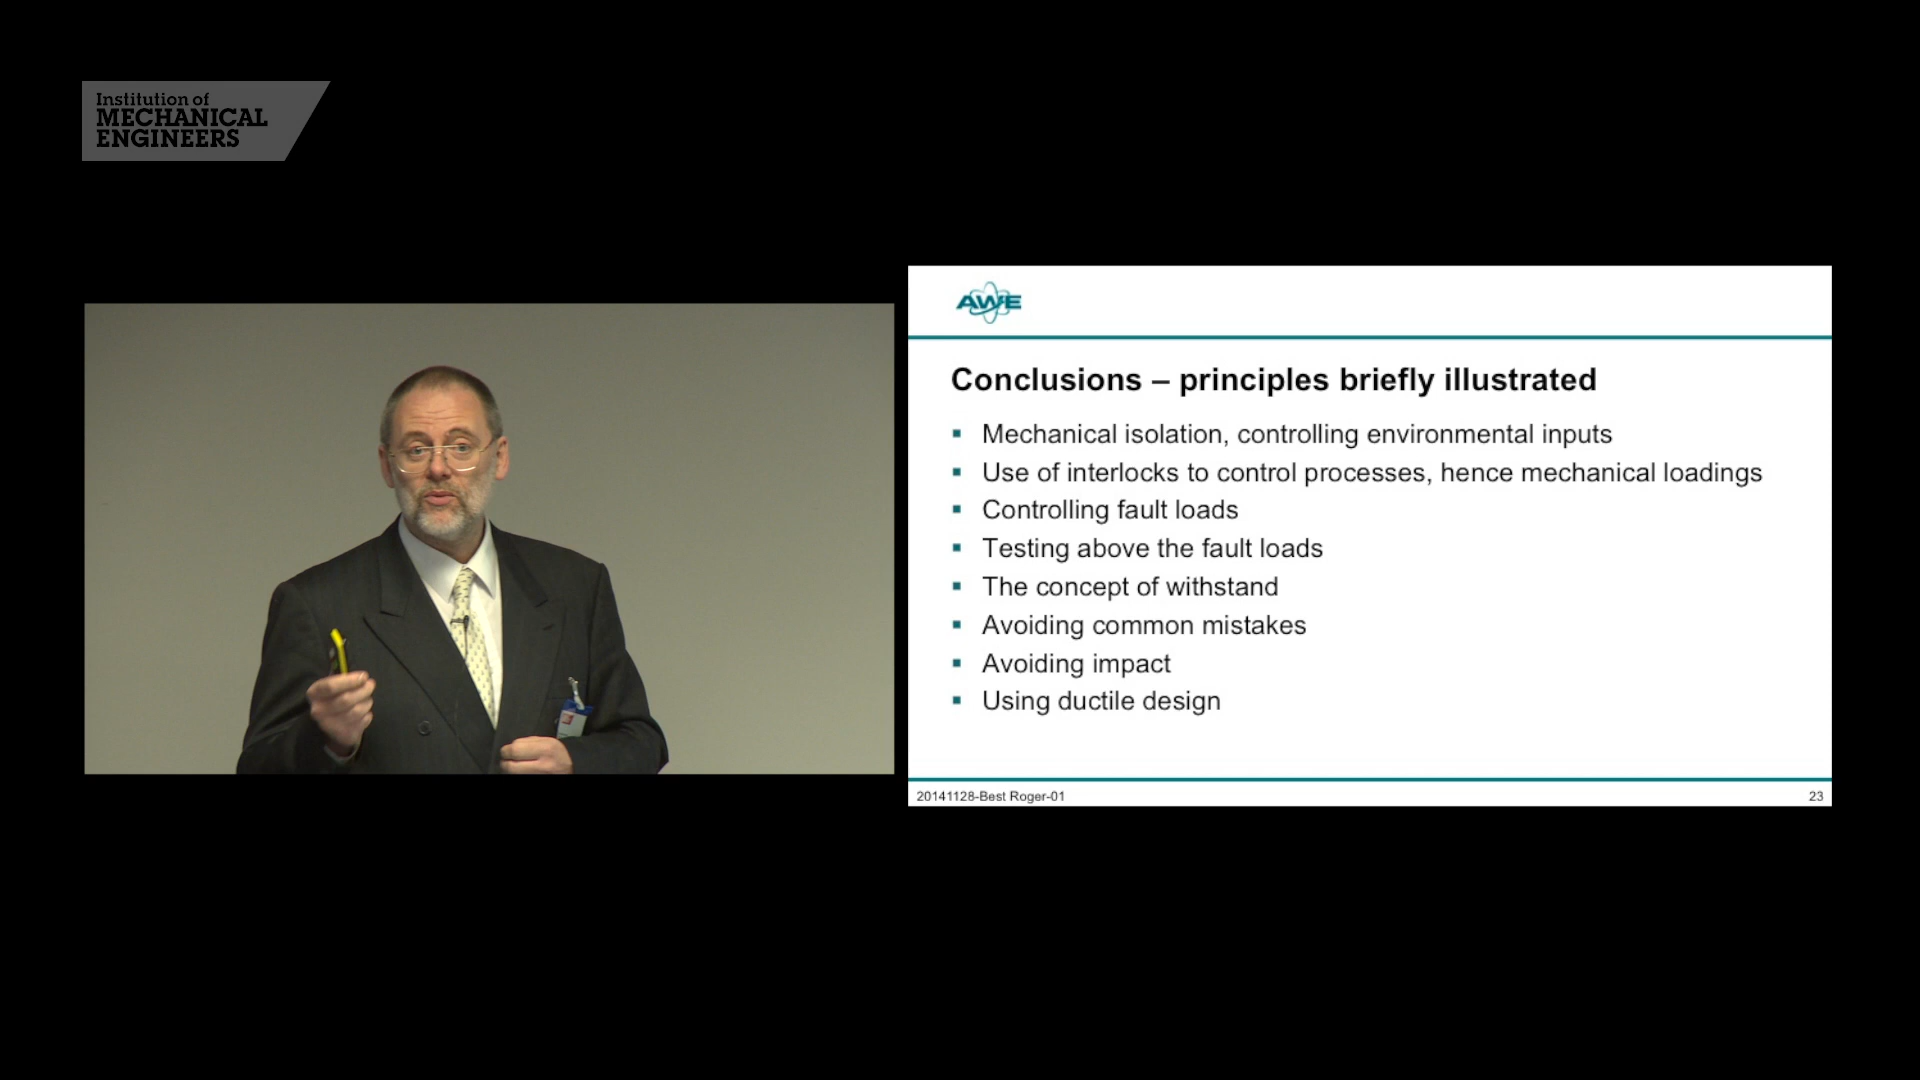 Institution of
MECHANICAL
ENGINEERS
AWE
Conclusions – principles briefly illustrated
▪ Mechanical isolation, controlling environmental inputs
▪ Use of interlocks to control processes, hence mechanical loadings
▪ Controlling fault loads
▪ Testing above the fault loads
▪ The concept of withstand
▪ Avoiding common mistakes
▪ Avoiding impact
▪ Using ductile design
20141128-Best Roger-01
23